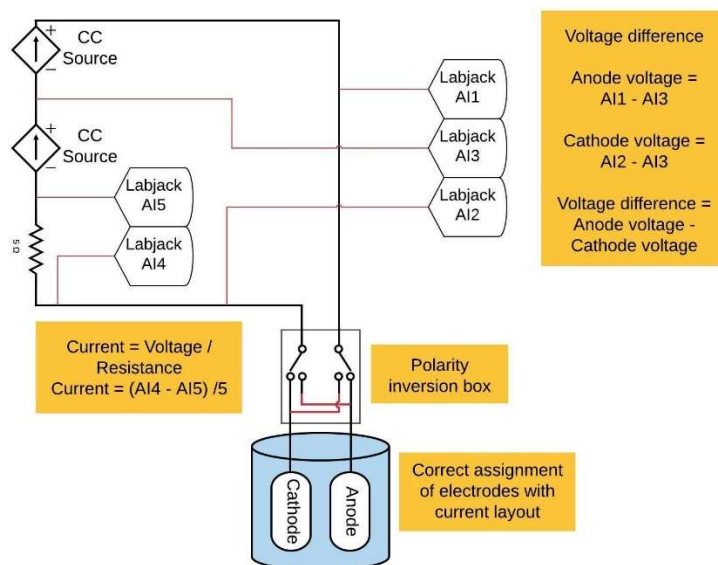 +
CC
Source
−
+
CC
Source
−
5 Ω
Labjack
AI5
Labjack
AI4
Labjack
AI1
Labjack
AI3
Labjack
AI2
Voltage difference
Anode voltage =
AI1 - AI3
Cathode voltage =
AI2 - AI3
Voltage difference =
Anode voltage -
Cathode voltage
Current = Voltage /
Resistance
Current = (AI4 - AI5) /5
Polarity
inversion box
Cathode
Anode
Correct assignment
of electrodes with
current layout